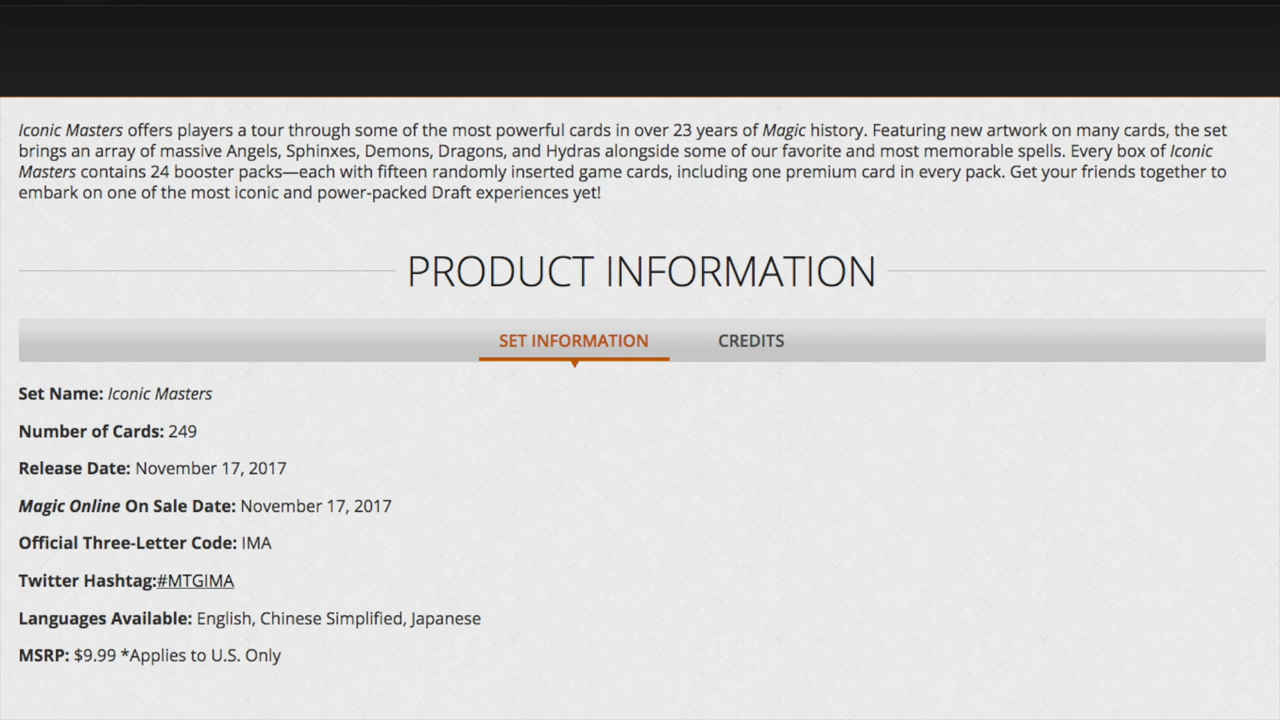 Iconic Masters offers players a tour through some of the most powerful cards in over 23 years of Magic history. Featuring new artwork on many cards, the set
brings an array of massive Angels, Sphinxes, Demons, Dragons, and Hydras alongside some of our favorite and most memorable spells. Every box of Iconic
Masters contains 24 booster packs—each with fifteen randomly inserted game cards, including one premium card in every pack. Get your friends together to
embark on one of the most iconic and power-packed Draft experiences yet!
PRODUCT INFORMATION
SET INFORMATION CREDITS
Set Name: Iconic Masters
Number of Cards: 249
Release Date: November 17, 2017
Magic Online On Sale Date: November 17, 2017
Official Three-Letter Code: IMA
Twitter Hashtag:#MTGIMA
Languages Available: English, Chinese Simplified, Japanese
MSRP: $9.99 *Applies to U.S. Only